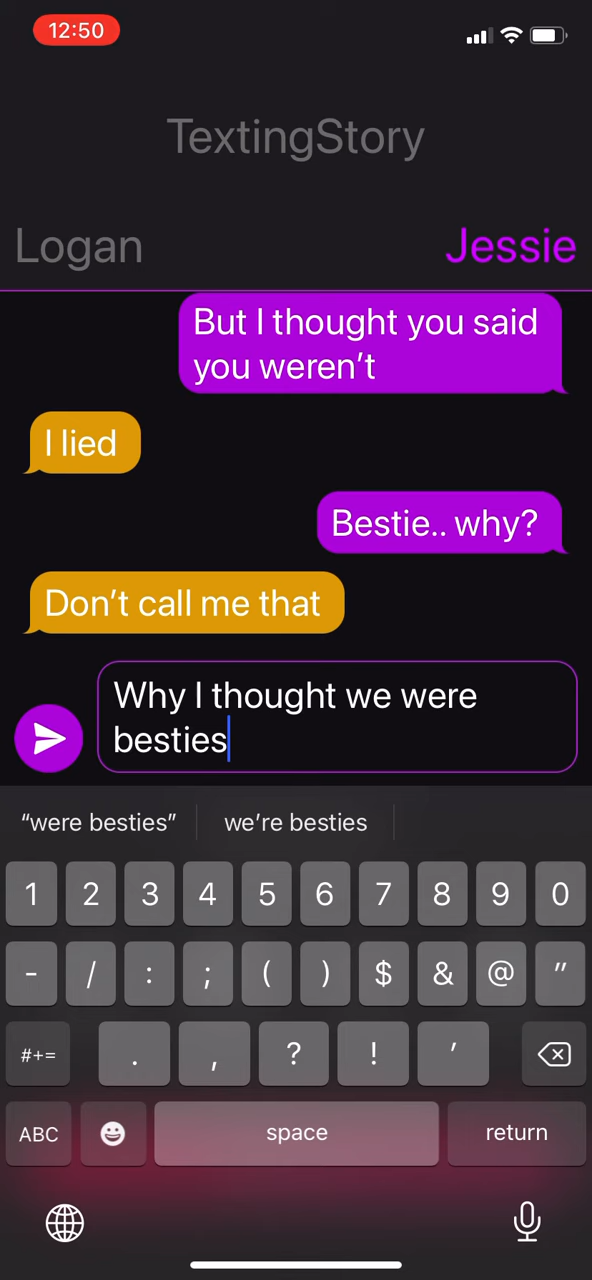 12:50
TextingStory
Logan Jessie
But I thought you said
you weren’t
I lied
Bestie.. why?
Don’t call me that
Why I thought we were
besties
“were besties” we’re besties
1 2 3 4 5 6 7 8 9 0
- / : ; ( ) $ & @ "
#+= . , ? ! ’
ABC space return